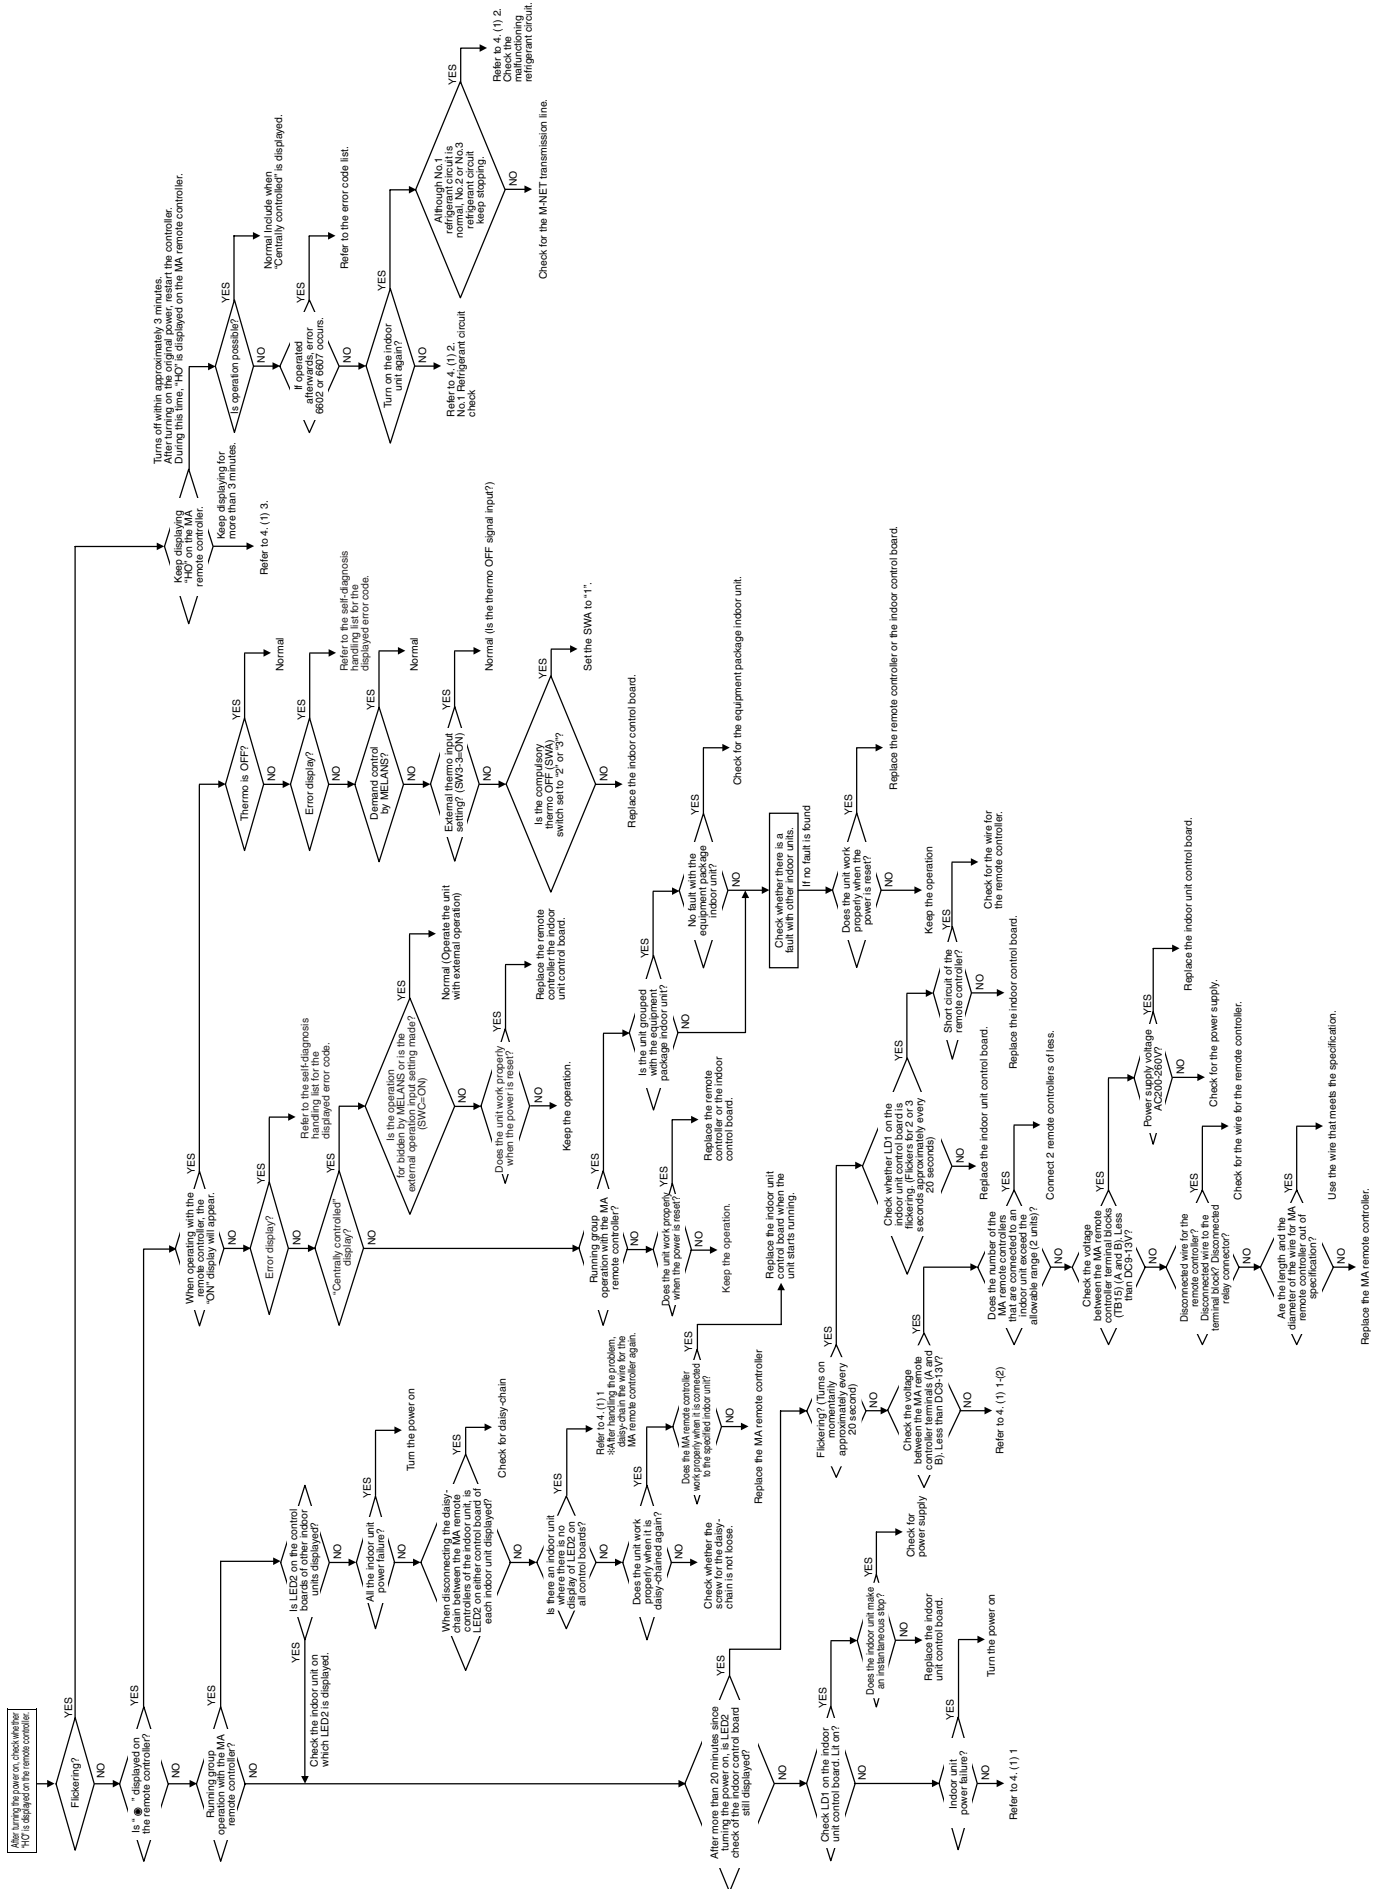 After turning the power on, check whether
"HO" is displayed on the remote controller.
Flickering?
YES
NO
Keep displaying
"HO" on the MA
remote controller.
Keep displaying for
more than 3 minutes.
Refer to 4. (1) 3.
Turns off within approximately 3 minutes.
After turning on the original power, restart the controller.
During this time, "HO" is displayed on the MA remote controller.
Is operation possible?
YES
Normal Include when
"Centrally controlled" is displayed.
NO
If operated
afterwards, error
6602 or 6607 occurs.
YES
Refer to the error code list.
NO
Turn on the indoor
unit again?
YES
NO
Refer to 4. (1) 2.
No.1 Refrigerant circuit
check
Although No.1
refrigerant circuit is
normal, No.2 or No.3
refrigerant circuit
keep stopping.
YES
Refer to 4. (1) 2.
Check the
malfunctioning
refrigerant circuit.
NO
Check for the M-NET transmission line.
Is " ◉ " displayed on
the remote controller?
YES
NO
When operating with the
remote controller, the
"ON" display will appear.
YES
NO
Thermo is OFF?
YES
Normal
NO
Error display?
YES
Refer to the self-diagnosis
handling list for the
displayed error code.
NO
Demand control
by MELANS?
YES
Normal
NO
External thermo input
setting? (SW3-3=ON)
YES
Normal (Is the thermo OFF signal input?)
NO
Is the compulsory
thermo OFF (SWA)
switch set to "2" or "3"?
YES
Set the SWA to "1".
NO
Replace the indoor control board.
Error display?
YES
Refer to the self-diagnosis
handling list for the
displayed error code.
NO
"Centrally controlled"
display?
YES
NO
Is the operation
for bidden by MELANS or is the
external operation input setting made?
(SWC=ON)
YES
Normal (Operate the unit
with external operation)
NO
Does the unit work properly
when the power is reset?
YES
Replace the remote
controller the indoor
unit control board.
NO
Keep the operation.
Running group
operation with the MA
remote controller?
YES
NO
Is the unit grouped
with the equipment
package indoor unit?
YES
NO
No fault with the
equipment package
indoor unit?
YES
Check for the equipment package indoor unit.
NO
Check whether there is a
fault with other indoor units.
If no fault is found
Does the unit work
properly when the
power is reset?
YES
Replace the remote controller or the indoor control board.
NO
Keep the operation
Does the unit work properly
when the power is reset?
YES
Replace the remote
controller or the indoor
control board.
NO
Keep the operation.
Running group
operation with the MA
remote controller?
YES
NO
Is LED2 on the control
boards of other indoor
units displayed?
YES
Check the indoor unit on
which LED2 is displayed.
NO
All the indoor unit
power failure?
YES
Turn the power on
NO
When disconnecting the daisy-
chain between the MA remote
controllers of the indoor unit, is
LED2 on either control board of
each indoor unit displayed?
YES
Check for daisy-chain
NO
Is there an indoor unit
where there is no
display of LED2 on
all control boards?
YES
Refer to 4. (1) 1
※After handling the problem,
daisy-chain the wire for the
MA remote controller again.
NO
Does the unit work
properly when it is
daisy-chained again?
YES
NO
Check whether the
screw for the daisy-
chain is not loose.
Does the MA remote controller
work properly when it is connected
to the specified indoor unit?
YES
Replace the indoor unit
control board when the
unit starts running.
NO
Replace the MA remote controller
After more than 20 minutes since
turning the power on, is LED2
check of the indoor control board
still displayed?
YES
NO
Flickering? (Turns on
momentarily
approximately every
20 second)
YES
NO
Check whether LD1 on the
indoor unit control board is
flickering. (Flickers for 2 or 3
seconds approximately every
20 seconds)
YES
NO
Replace the indoor unit control board.
Short circuit of the
remote controller?
YES
Check for the wire for
the remote controller.
NO
Replace the indoor control board.
Check the voltage
between the MA remote
controller terminals (A and
B). Less than DC9-13V?
YES
NO
Refer to 4. (1) 1-(2)
Does the number of the
MA remote controllers
that are connected to an
indoor unit exceed the
allowable range (2 units)?
YES
Connect 2 remote controllers of less.
NO
Check the voltage
between the MA remote
controller terminal blocks
(TB15) (A and B). Less
than DC9-13V?
YES
NO
Power supply voltage
AC200-260V?
YES
Replace the indoor unit control board.
NO
Check for the power supply.
Disconnected wire for the
remote controller?
Disconnected wire to the
terminal block? Disconnected
relay connector?
YES
Check for the wire for the remote controller.
NO
Are the length and the
diameter of the wire for MA
remote controller out of
specification?
YES
Use the wire that meets the specification.
NO
Replace the MA remote controller.
Check LD1 on the indoor
unit control board. Lit on?
YES
NO
Does the indoor unit make
an instantaneous stop?
YES
Check for
power supply
NO
Replace the indoor
unit control board.
Indoor unit
power failure?
YES
Turn the power on
NO
Refer to 4. (1) 1